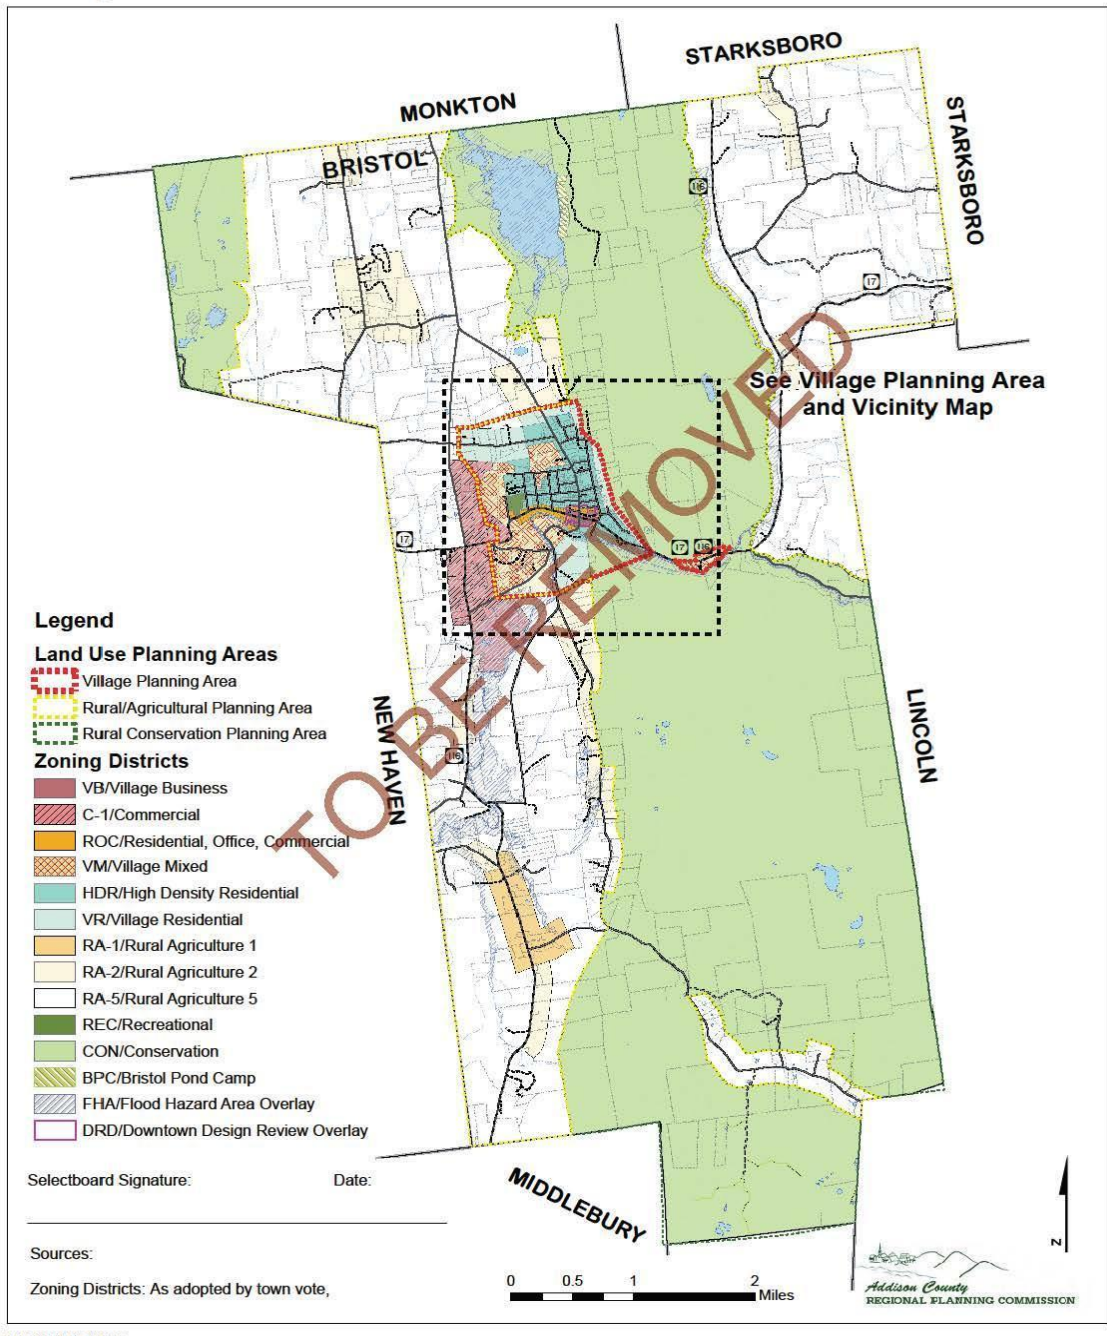 STARKSBORO
MONKTON
STARKSBORO
BRISTOL
116
17
See Village Planning Area
and Vicinity Map
17
17
116
TO BE REMOVED
NEW HAVEN
LINCOLN
116
Legend
Land Use Planning Areas
Village Planning Area
Rural/Agricultural Planning Area
Rural Conservation Planning Area
Zoning Districts
VB/Village Business
C-1/Commercial
ROC/Residential, Office, Commercial
VM/Village Mixed
HDR/High Density Residential
VR/Village Residential
RA-1/Rural Agriculture 1
RA-2/Rural Agriculture 2
RA-5/Rural Agriculture 5
REC/Recreational
CON/Conservation
BPC/Bristol Pond Camp
FHA/Flood Hazard Area Overlay
DRD/Downtown Design Review Overlay
MIDDLEBURY
Selectboard Signature: Date:
Sources:
Zoning Districts: As adopted by town vote,
0 0.5 1 2
Miles
N
Addison County
REGIONAL PLANNING COMMISSION